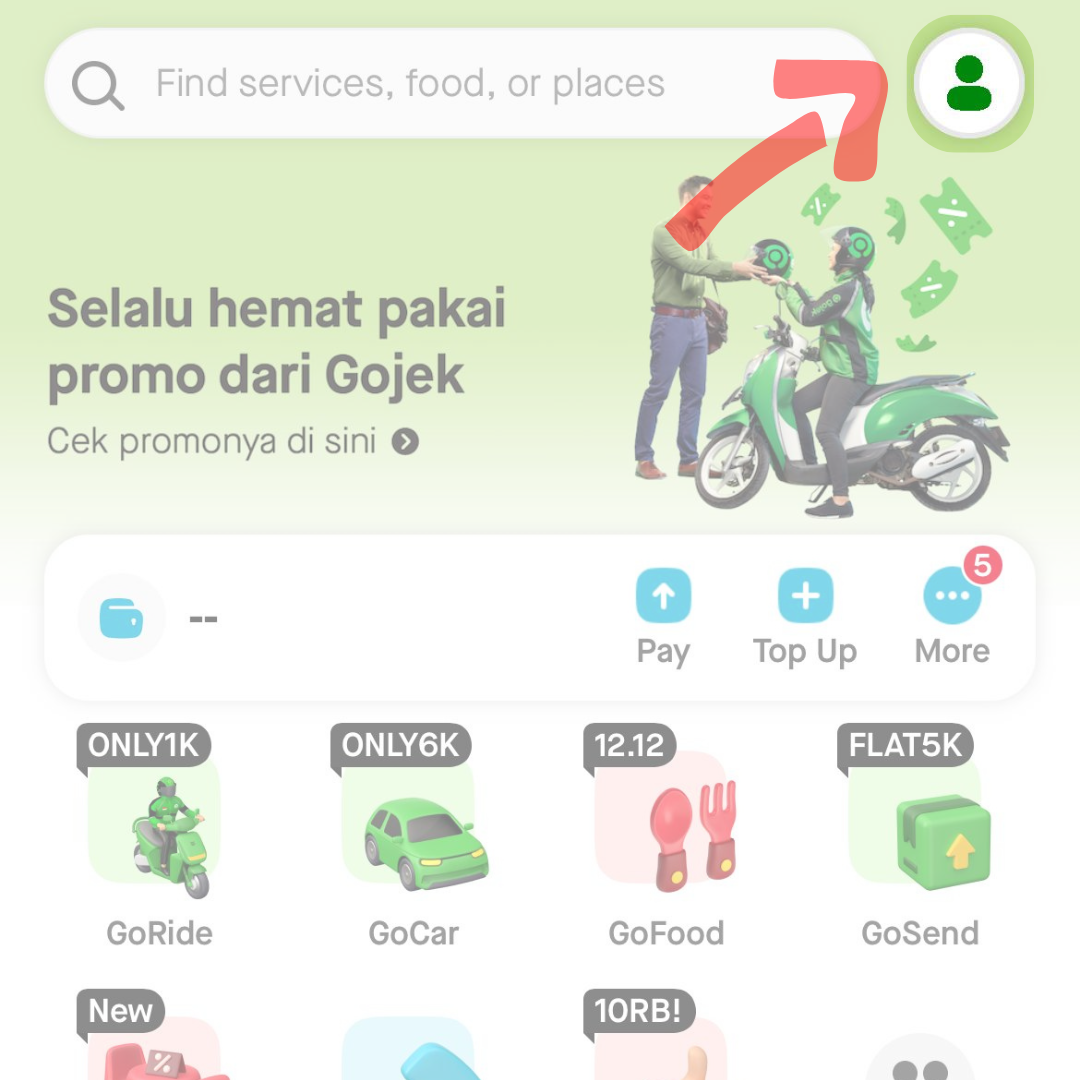 Find services, food, or places
Selalu hemat pakai
promo dari Gojek
Cek promonya di sini
--
5
Pay
Top Up
More
ONLY1K
ONLY6K
12.12
FLAT5K
GoRide
GoCar
GoFood
GoSend
New
10RB!
%